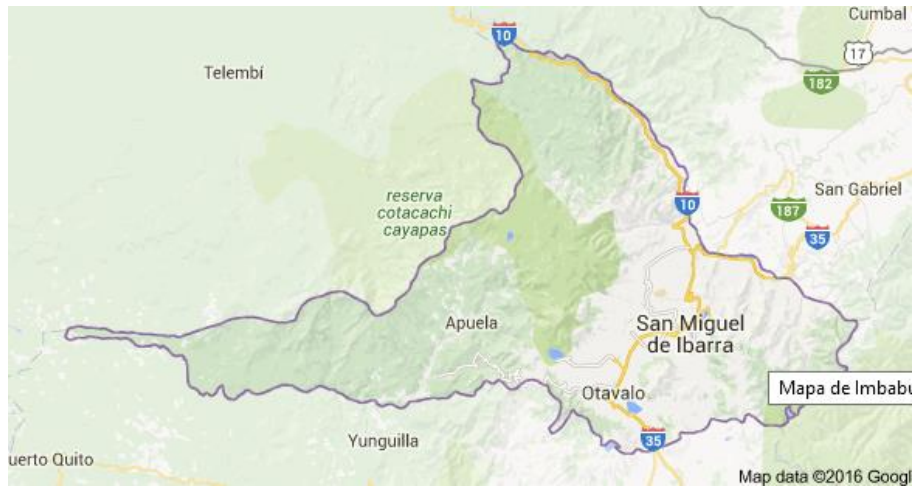 Cumbal
10
17
Telembí
182
reserva
cotacachi
cayapas
San Gabriel
10
187
35
Apuela
San Miguel
de Ibarra
Otavalo
Mapa de Imbabu
Yunguilla
35
uerto Quito
Map data ©2016 Googl